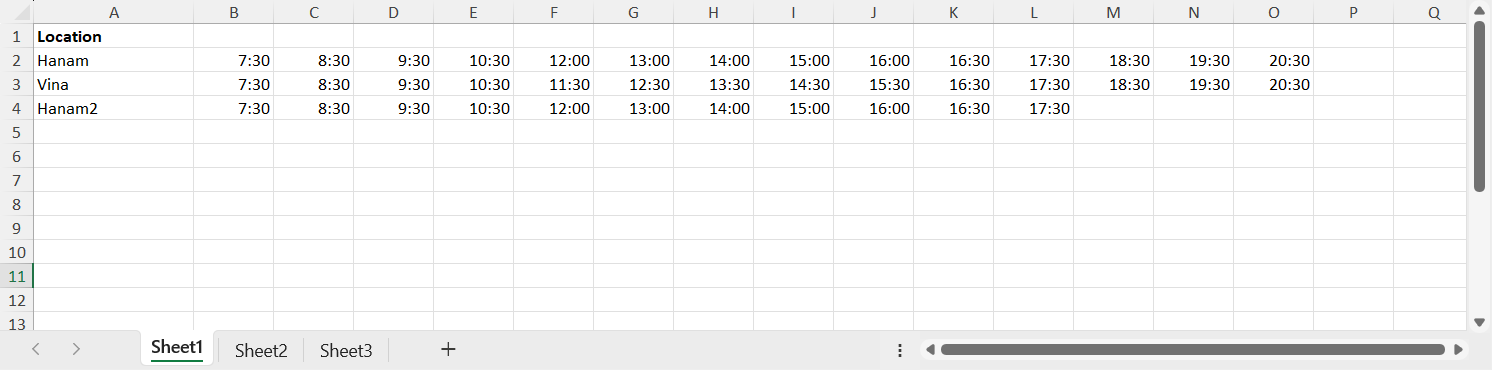 A B C D E F G H I J K L M N O P Q
1 Location
2 Hanam 7:30 8:30 9:30 10:30 12:00 13:00 14:00 15:00 16:00 16:30 17:30 18:30 19:30 20:30
3 Vina 7:30 8:30 9:30 10:30 11:30 12:30 13:30 14:30 15:30 16:30 17:30 18:30 19:30 20:30
4 Hanam2 7:30 8:30 9:30 10:30 12:00 13:00 14:00 15:00 16:00 16:30 17:30
5
6
7
8
9
10
11
12
13
Sheet1 Sheet2 Sheet3